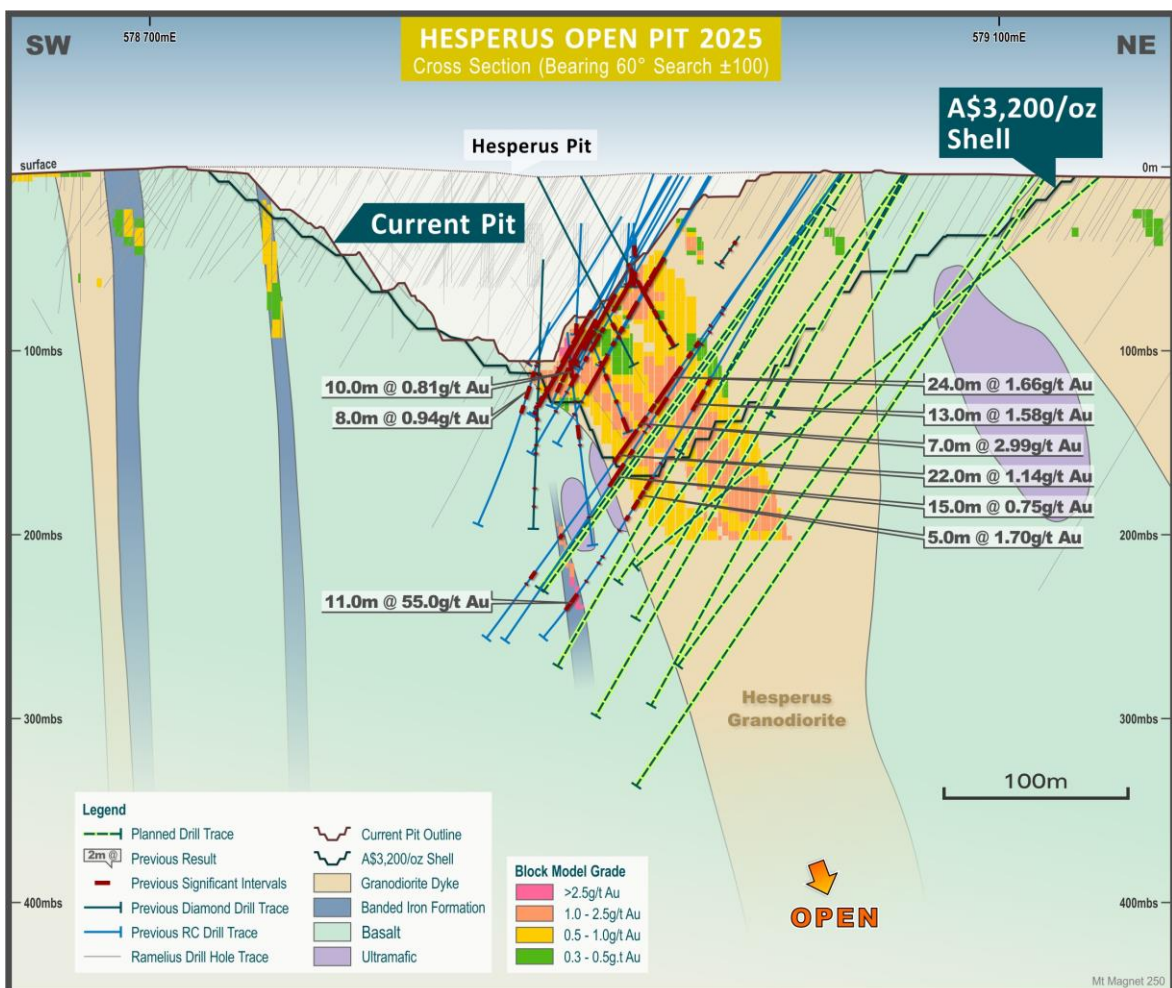 SW
578 700mE
HESPERUS OPEN PIT 2025
Cross Section (Bearing 60° Search ±100)
579 100mE
NE
A$3,200/oz
Shell
Hesperus Pit
surface
0m
Current Pit
100mbs
100mbs
10.0m @ 0.81g/t Au
8.0m @ 0.94g/t Au
24.0m @ 1.66g/t Au
13.0m @ 1.58g/t Au
7.0m @ 2.99g/t Au
22.0m @ 1.14g/t Au
15.0m @ 0.75g/t Au
5.0m @ 1.70g/t Au
200mbs
200mbs
11.0m @ 55.0g/t Au
300mbs
Hesperus
Granodiorite
300mbs
100m
Legend
Planned Drill Trace
2m @
Previous Result
Previous Significant Intervals
Previous Diamond Drill Trace
Previous RC Drill Trace
Ramelius Drill Hole Trace
Current Pit Outline
A$3,200/oz Shell
Granodiorite Dyke
Banded Iron Formation
Basalt
Ultramafic
Block Model Grade
>2.5g/t Au
1.0 - 2.5g/t Au
0.5 - 1.0g/t Au
0.3 - 0.5g.t Au
400mbs
OPEN
400mbs
Mt Magnet 250